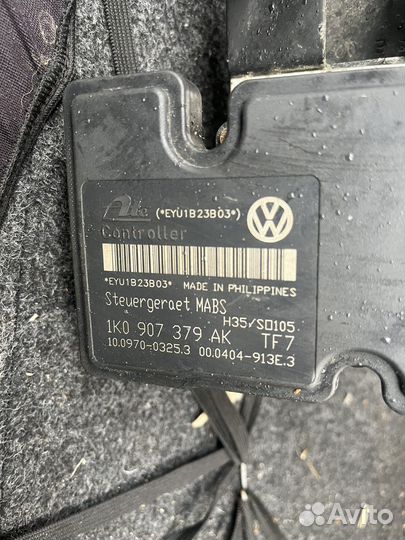 Ate (*EYU1B23B03*)
Controller
*EYU1B23B03* MADE IN PHILIPPINES
Steuergeraet MABS
H35/SD105
1K0 907 379 AK TF7
10.0970-0325.3 00.0404-913E.3
Avito